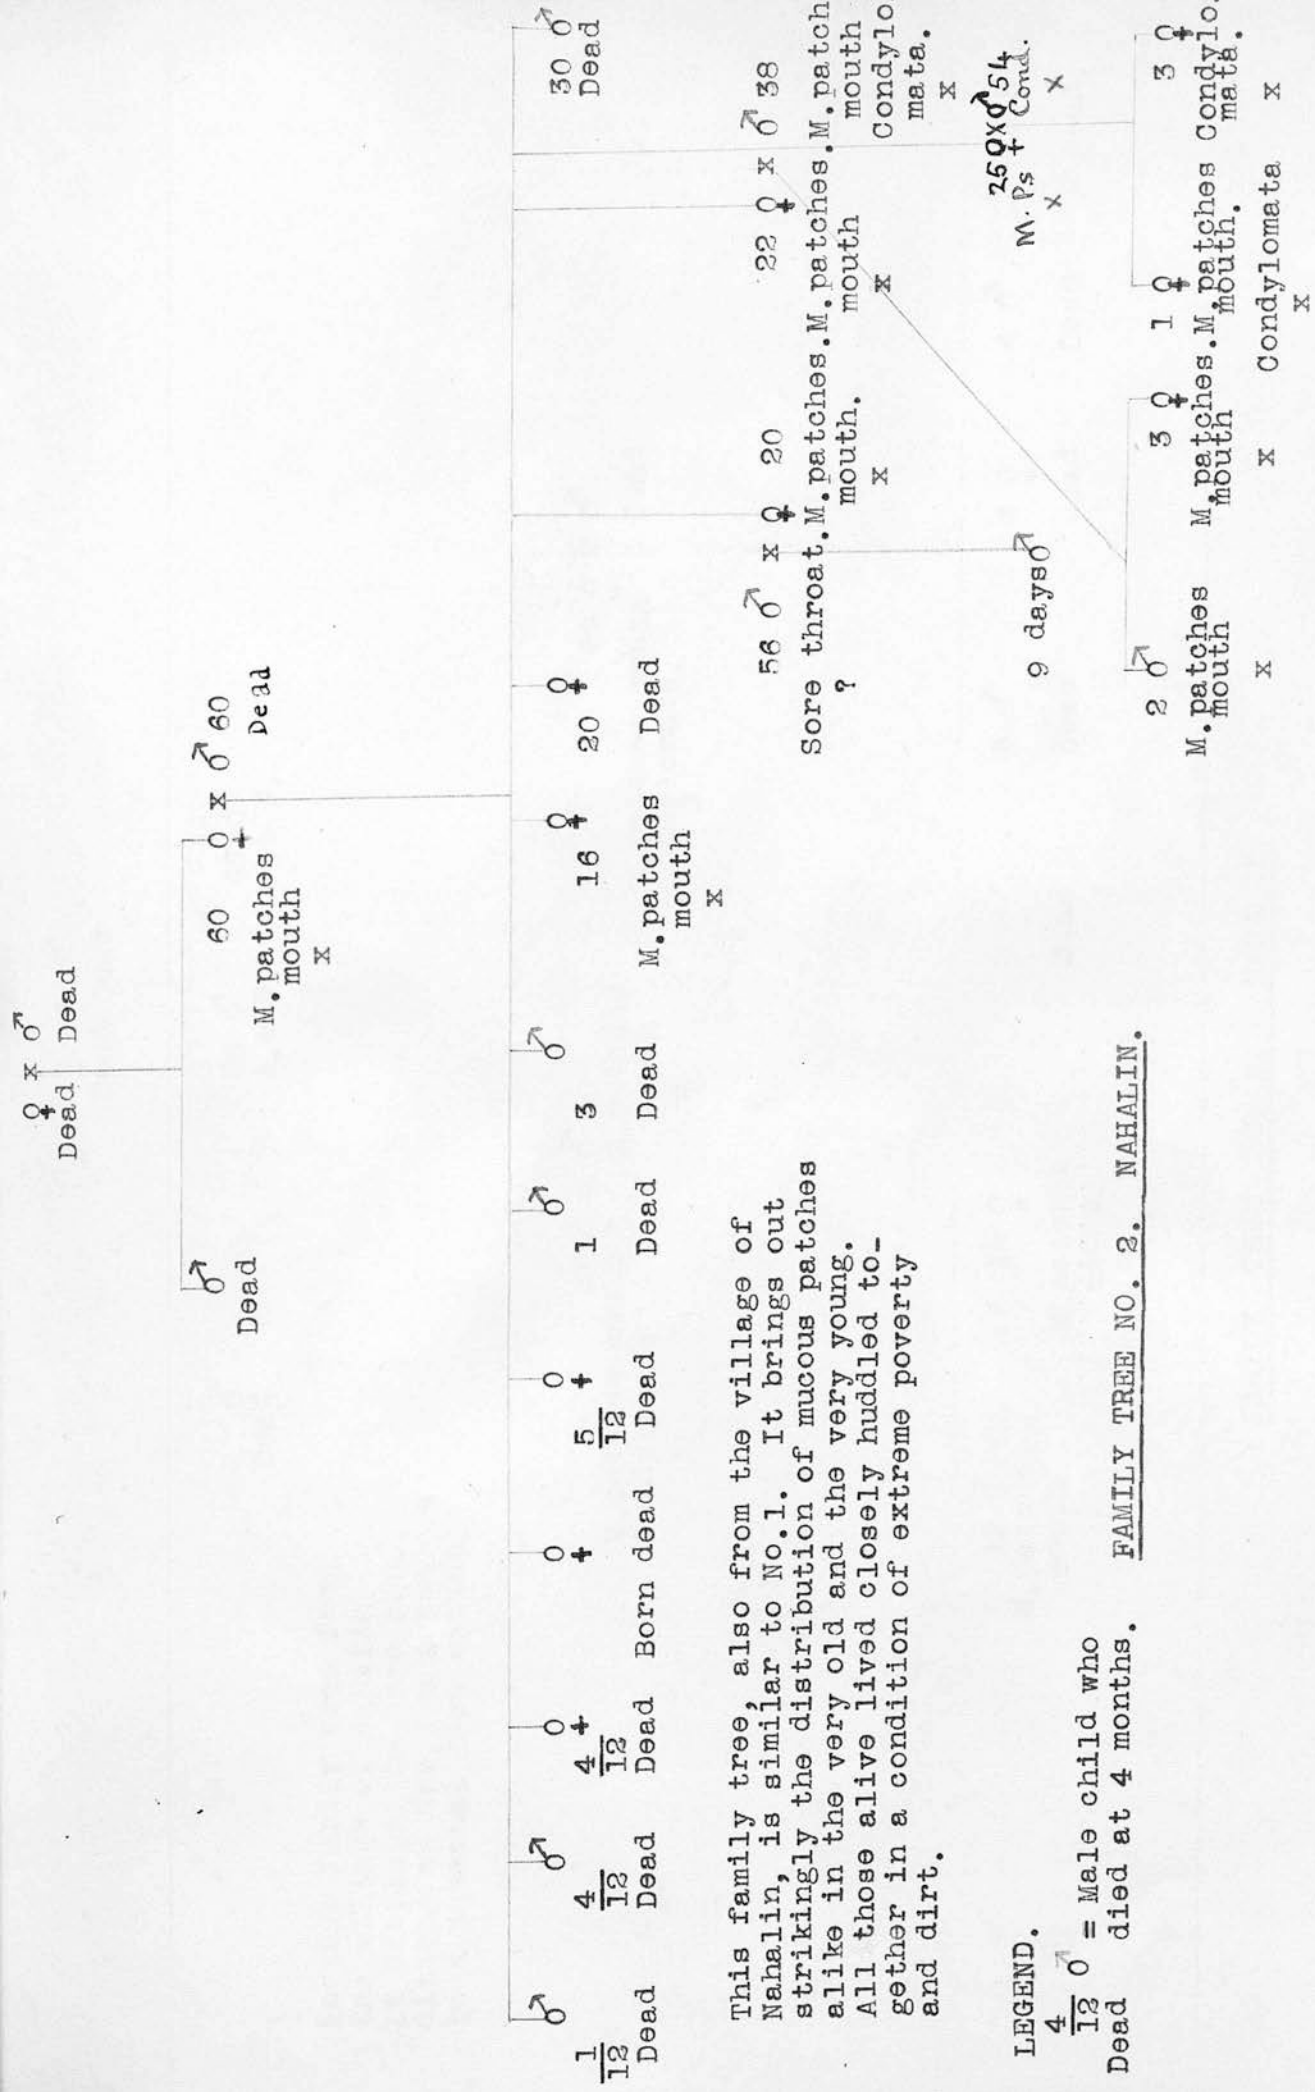 ♀ x ♂
Dead Dead
♂ 60 ♀ x ♂ 60
Dead M.patches Dead
mouth
x
♂ ♂ ♀ ♀ ♀ ♂ ♂ ♀ ♀ 30 ♂
1/12 4/12 4/12 5/12 1 3 16 20 Dead
Dead Dead Dead Born dead Dead Dead Dead M.patches Dead
mouth
x
56 ♂ x ♀ 20 22 ♀ x ♂ 38
Sore throat.M.patches.M.patches.M.patches.M.patch
? mouth. mouth mouth
x x Condylo
mata.
x
25♀X♂54
M.Ps + Cond.
x x
9 days♂
2 ♂ 3 ♀ 1 ♀ 3 ♀
M.patches M.patches.M.patches Condylo.
mouth mouth mouth. mata.
x x Condylomata x
x
This family tree, also from the village of
Nahalin, is similar to No.1. It brings out
strikingly the distribution of mucous patches
alike in the very old and the very young.
All those alive lived closely huddled to_
gether in a condition of extreme poverty
and dirt.
LEGEND.
4/12 ♂ = Male child who
Dead died at 4 months.
FAMILY TREE NO. 2. NAHALIN.